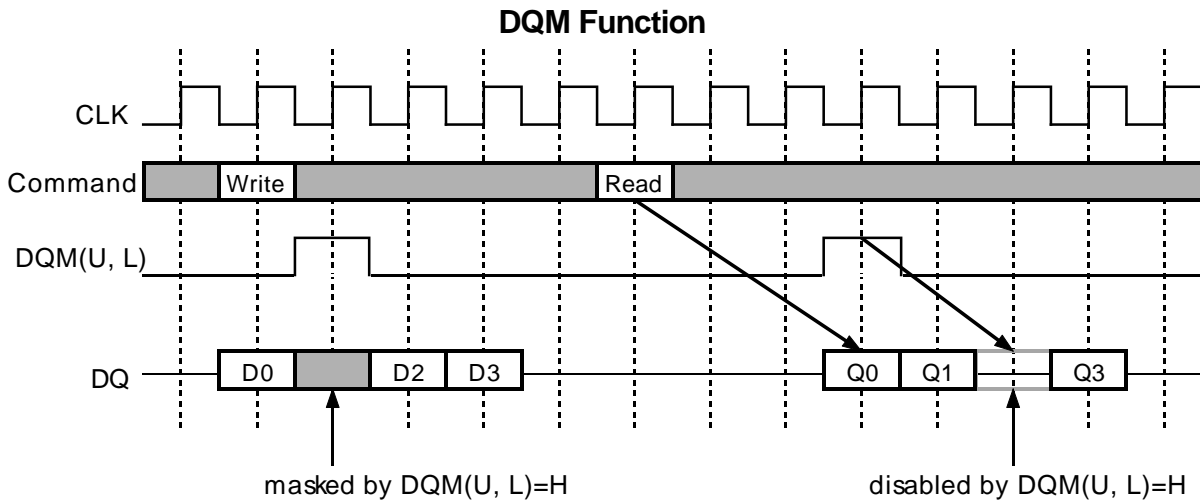 DQM Function
CLK
Command Write Read
DQM(U, L)
DQ D0 D2 D3 Q0 Q1 Q3
masked by DQM(U, L)=H disabled by DQM(U, L)=H